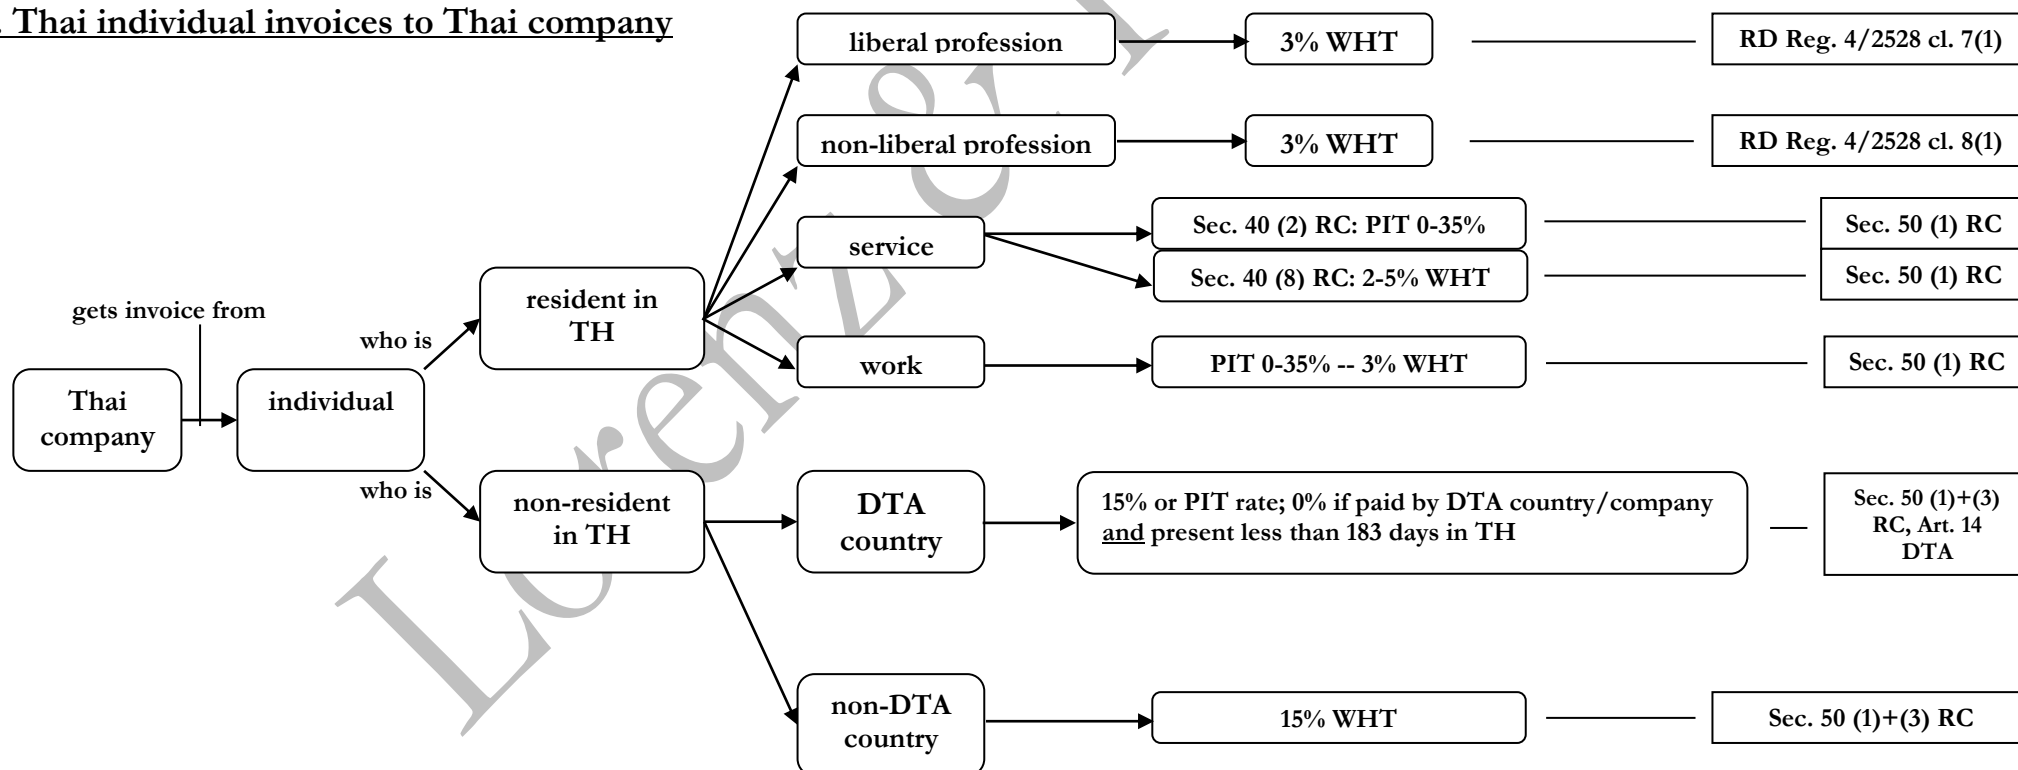 . Thai individual invoices to Thai company
liberal profession
3% WHT
RD Reg. 4/2528 cl. 7(1)
non-liberal profession
3% WHT
RD Reg. 4/2528 cl. 8(1)
service
Sec. 40 (2) RC: PIT 0-35%
Sec. 50 (1) RC
Sec. 40 (8) RC: 2-5% WHT
Sec. 50 (1) RC
gets invoice from
who is
resident in
TH
work
PIT 0-35% -- 3% WHT
Sec. 50 (1) RC
Thai
company
individual
who is
non-resident
in TH
DTA
country
15% or PIT rate; 0% if paid by DTA country/company
and present less than 183 days in TH
Sec. 50 (1)+(3)
RC, Art. 14
DTA
non-DTA
country
15% WHT
Sec. 50 (1)+(3) RC
Lorenz &